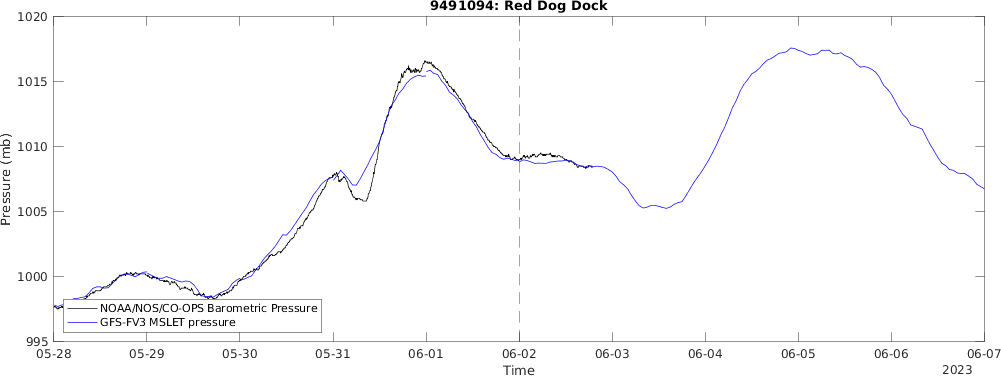 9491094: Red Dog Dock
1020
1015
1010
1005
1000
995
Pressure (mb)
NOAA/NOS/CO-OPS Barometric Pressure
GFS-FV3 MSLET pressure
05-28 05-29 05-30 05-31 06-01 06-02 06-03 06-04 06-05 06-06 06-07
Time
2023